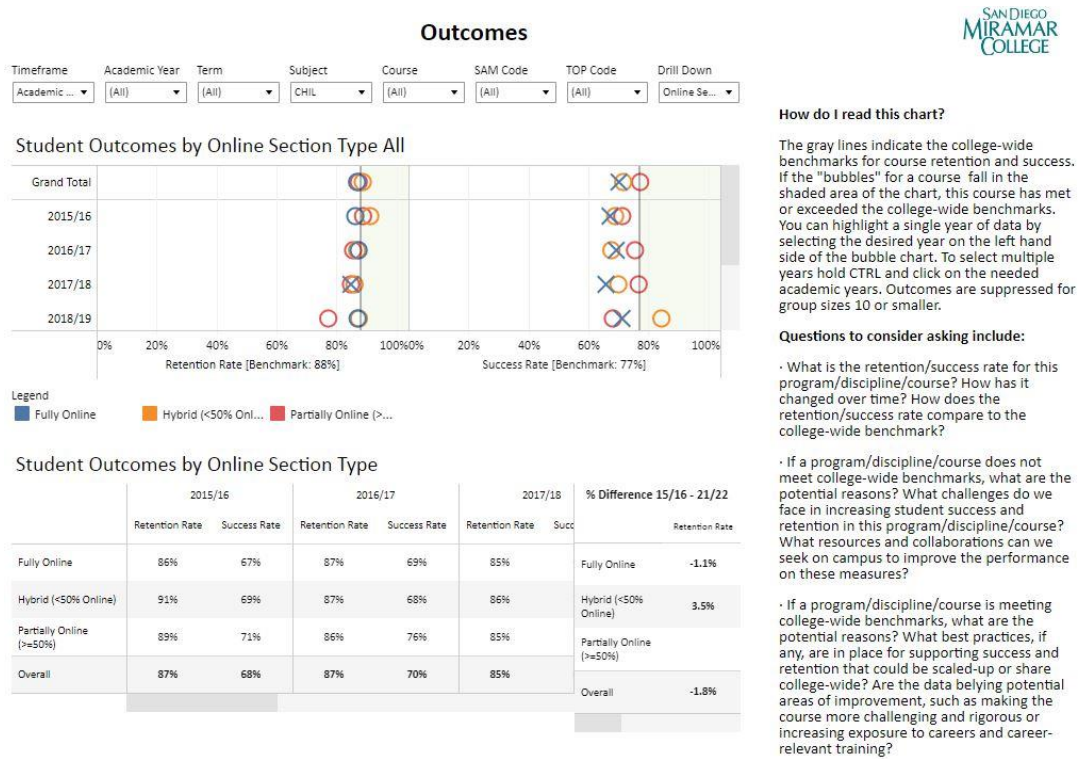 Outcomes
SAN DIEGO
MIRAMAR
COLLEGE
Timeframe Academic Year Term Subject Course SAM Code TOP Code Drill Down
Academic ... (All) (All) CHIL (All) (All) (All) Online Se...
Student Outcomes by Online Section Type All
Grand Total
2015/16
2016/17
2017/18
2018/19
0% 20% 40% 60% 80% 100%0% 20% 40% 60% 80% 100%
Retention Rate [Benchmark: 88%] Success Rate [Benchmark: 77%]
Legend
Fully Online Hybrid (<50% Onl... Partially Online (>...
Student Outcomes by Online Section Type
2015/16 2016/17 2017/18 % Difference 15/16 - 21/22
Retention Rate Success Rate Retention Rate Success Rate Retention Rate Succ Retention Rate
Fully Online 86% 67% 87% 69% 85% Fully Online -1.1%
Hybrid (<50% Online) 91% 69% 87% 68% 86% Hybrid (<50%
Online) 3.5%
Partially Online
(>=50%) 89% 71% 86% 76% 85% Partially Online
(>=50%)
Overall 87% 68% 87% 70% 85% Overall -1.8%
How do I read this chart?
The gray lines indicate the college-wide
benchmarks for course retention and success.
If the "bubbles" for a course fall in the
shaded area of the chart, this course has met
or exceeded the college-wide benchmarks.
You can highlight a single year of data by
selecting the desired year on the left hand
side of the bubble chart. To select multiple
years hold CTRL and click on the needed
academic years. Outcomes are suppressed for
group sizes 10 or smaller.
Questions to consider asking include:
· What is the retention/success rate for this
program/discipline/course? How has it
changed over time? How does the
retention/success rate compare to the
college-wide benchmark?
· If a program/discipline/course does not
meet college-wide benchmarks, what are the
potential reasons? What challenges do we
face in increasing student success and
retention in this program/discipline/course?
What resources and collaborations can we
seek on campus to improve the performance
on these measures?
· If a program/discipline/course is meeting
college-wide benchmarks, what are the
potential reasons? What best practices, if
any, are in place for supporting success and
retention that could be scaled-up or share
college-wide? Are the data belying potential
areas of improvement, such as making the
course more challenging and rigorous or
increasing exposure to careers and career-
relevant training?